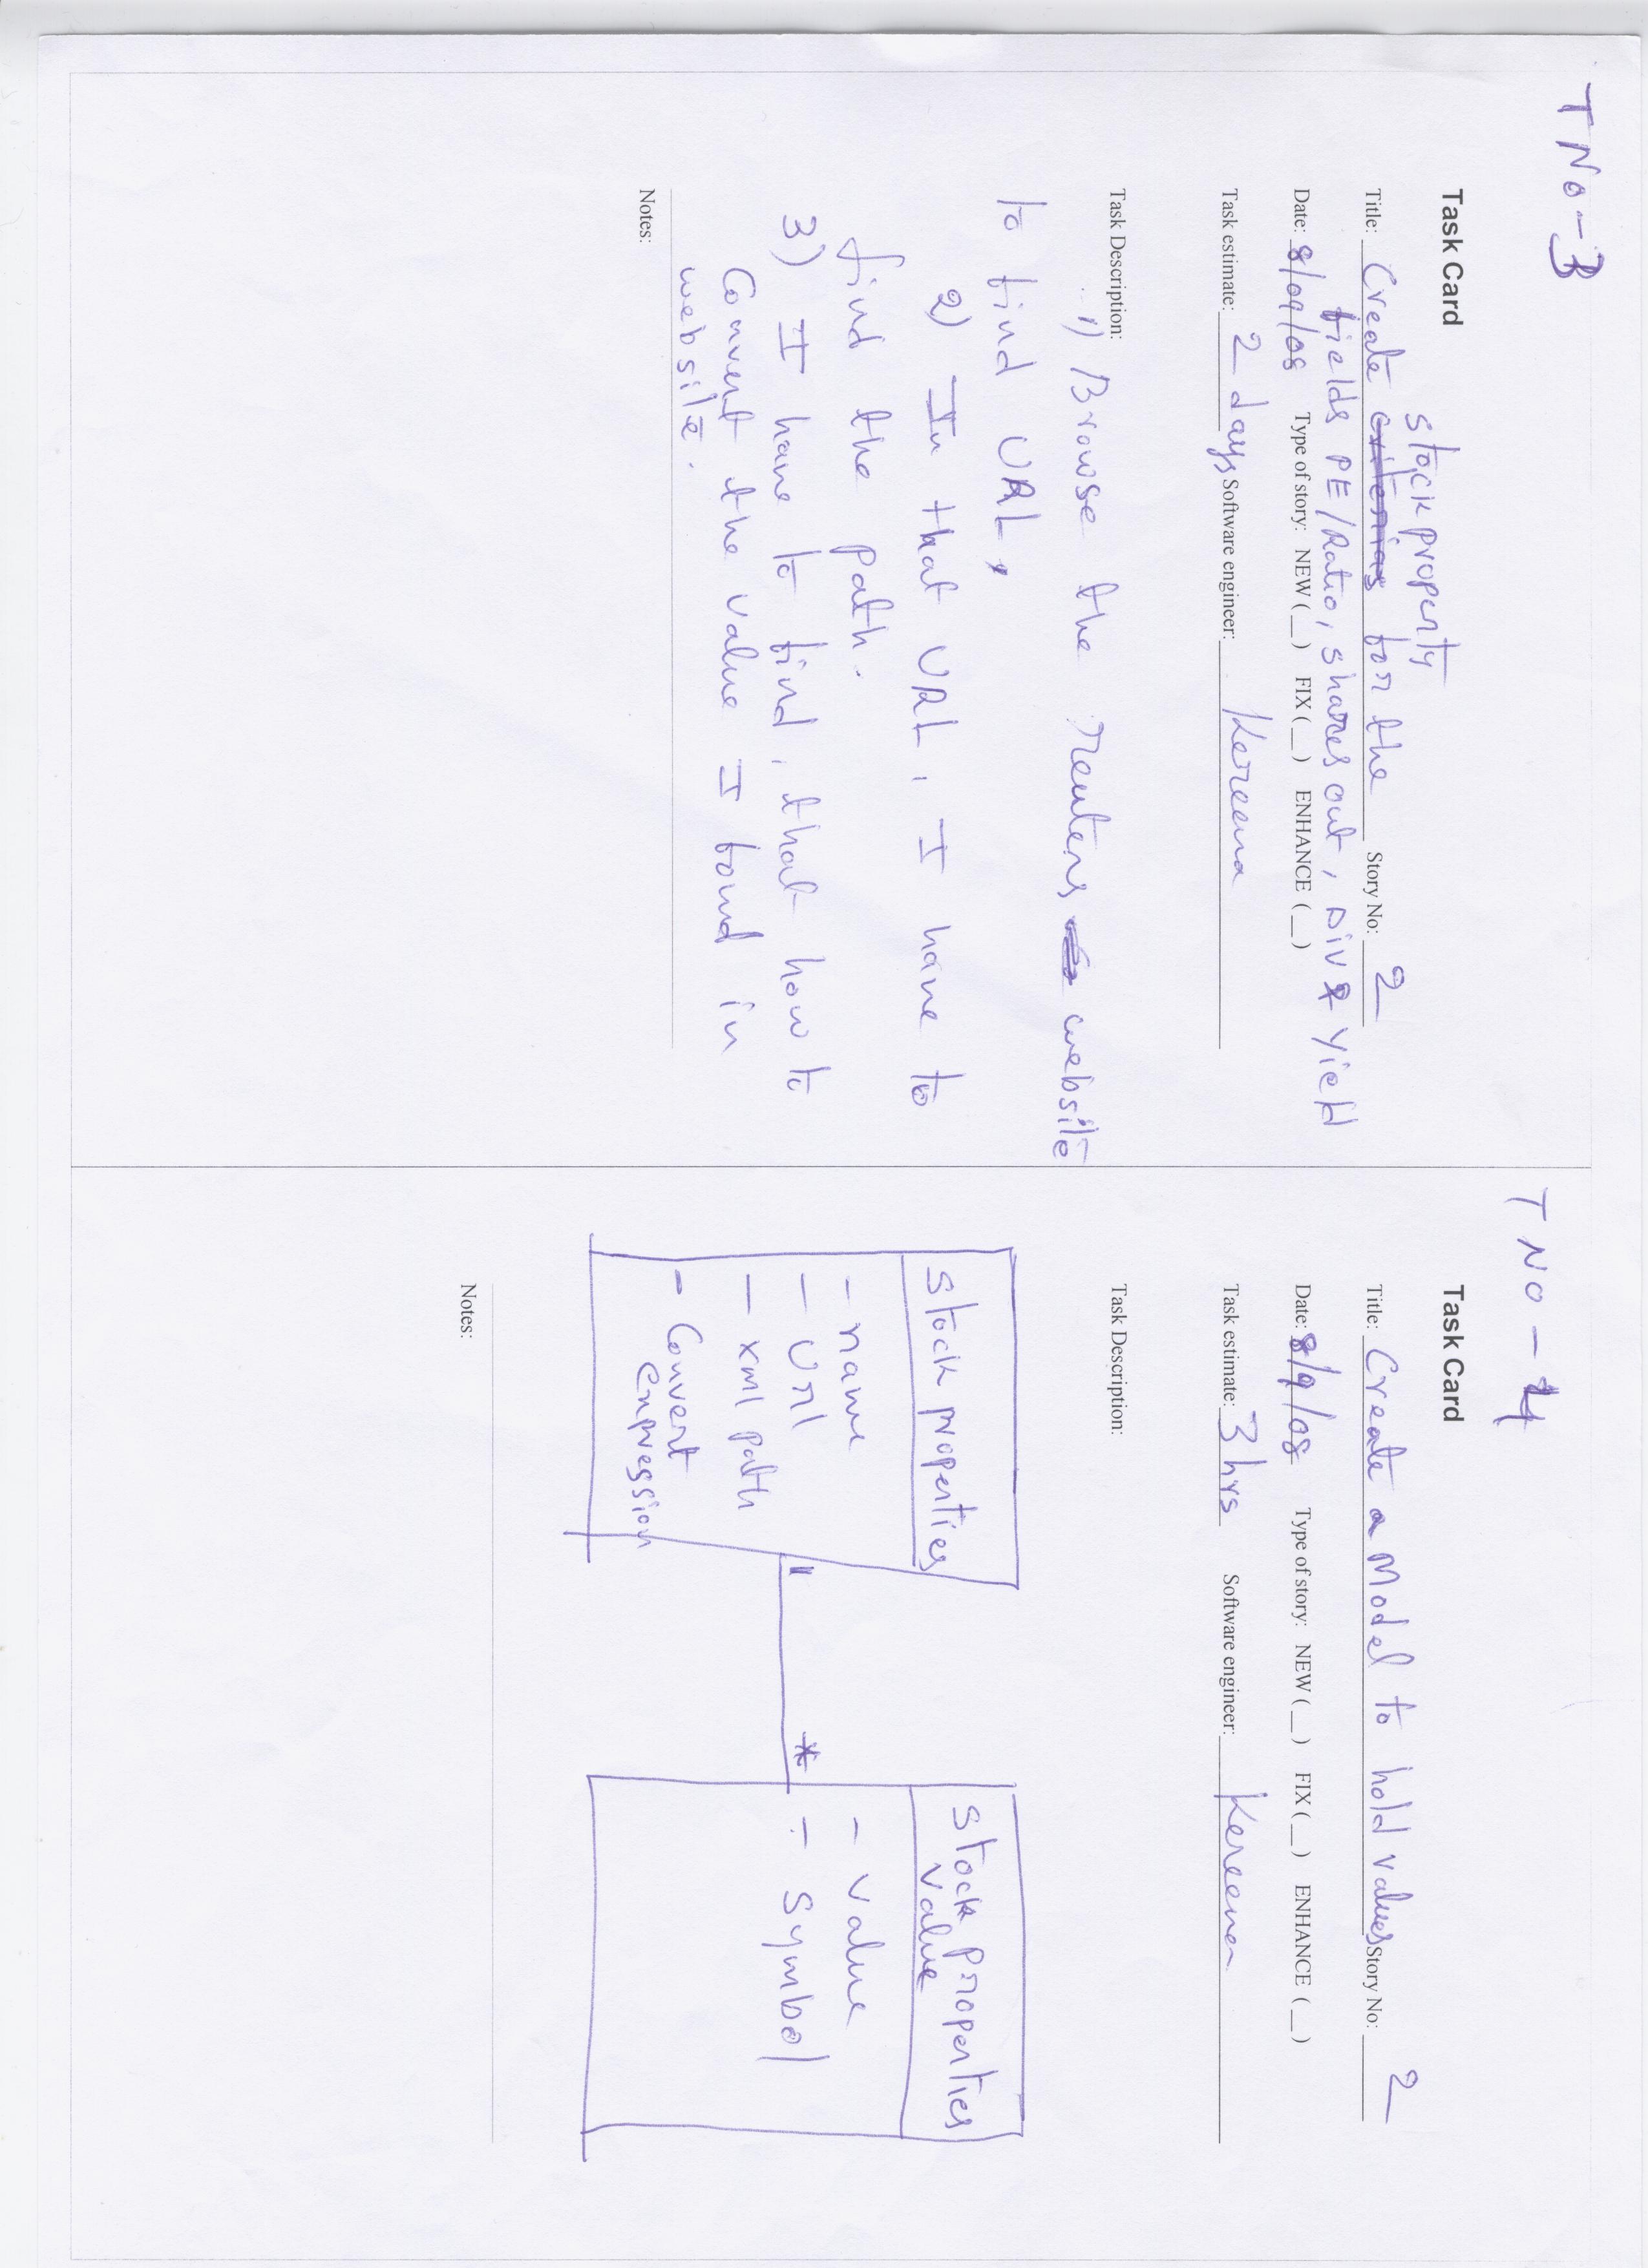 T No-3
Task Card
stock property
Title: Create criterias for the Story No: 2
fields PE/Ratio, shares out, Div & Yield
Date: 8/09/08 Type of story: NEW ( _ ) FIX ( _ ) ENHANCE ( _ )
Task estimate: 2 days Software engineer: Kereena
Task Description:
1) Browse the Reuters website
to find URL,
2) In that URL, I have to
find the path.
3) I have to find, that how to
Convert the value I found in
website.
Notes:
T NO-4
Task Card
Title: Create a Model to hold values Story No: 2
Date: 8/9/08 Type of story: NEW ( _ ) FIX ( _ ) ENHANCE ( _ )
Task estimate: 3 hrs Software engineer: Kereena
Task Description:
stock properties
- name
- Url
- xml path
- Convert
expression
*
stock properties
value
- value
- Symbol
Notes: